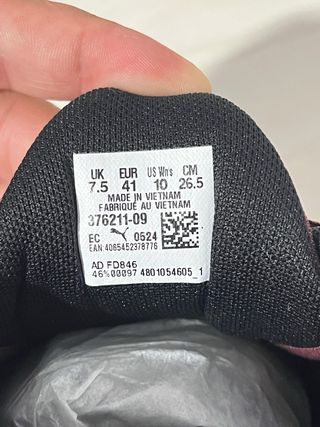 UK EUR US Wn's CM
7.5 41 10 26.5
MADE IN VIETNAM
FABRIQUÉ AU VIETNAM
376211-09
EC 0524
EAN 4065452378776
AD FD846
46%00097 4801054605_1